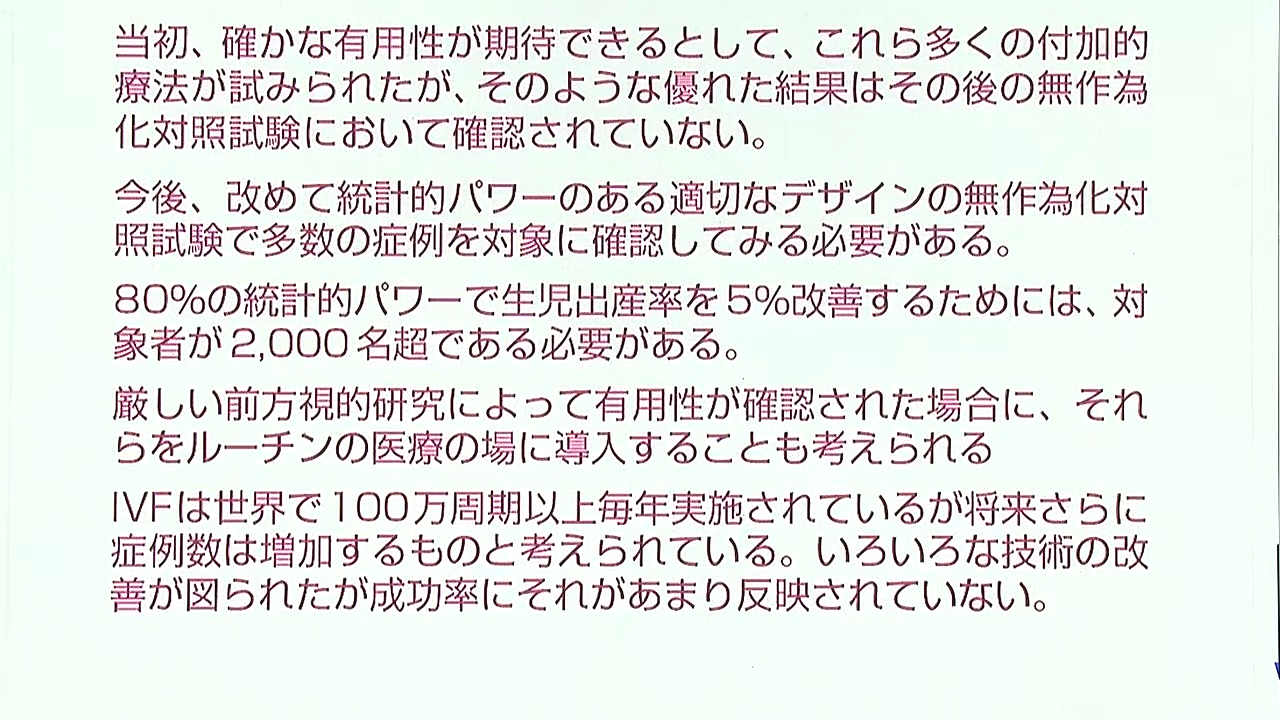 当初、確かな有用性が期待できるとして、これら多くの付加的
療法が試みられたが、そのような優れた結果はその後の無作為
化対照試験において確認されていない。
今後、改めて統計的パワーのある適切なデザインの無作為化対
照試験で多数の症例を対象に確認してみる必要がある。
80%の統計的パワーで生児出産率を5%改善するためには、対
象者が2,000名超である必要がある。
厳しい前方視的研究によって有用性が確認された場合に、それ
らをルーチンの医療の場に導入することも考えられる
IVFは世界で100万周期以上毎年実施されているが将来さらに
症例数は増加するものと考えられている。いろいろな技術の改
善が図られたが成功率にそれがあまり反映されていない。